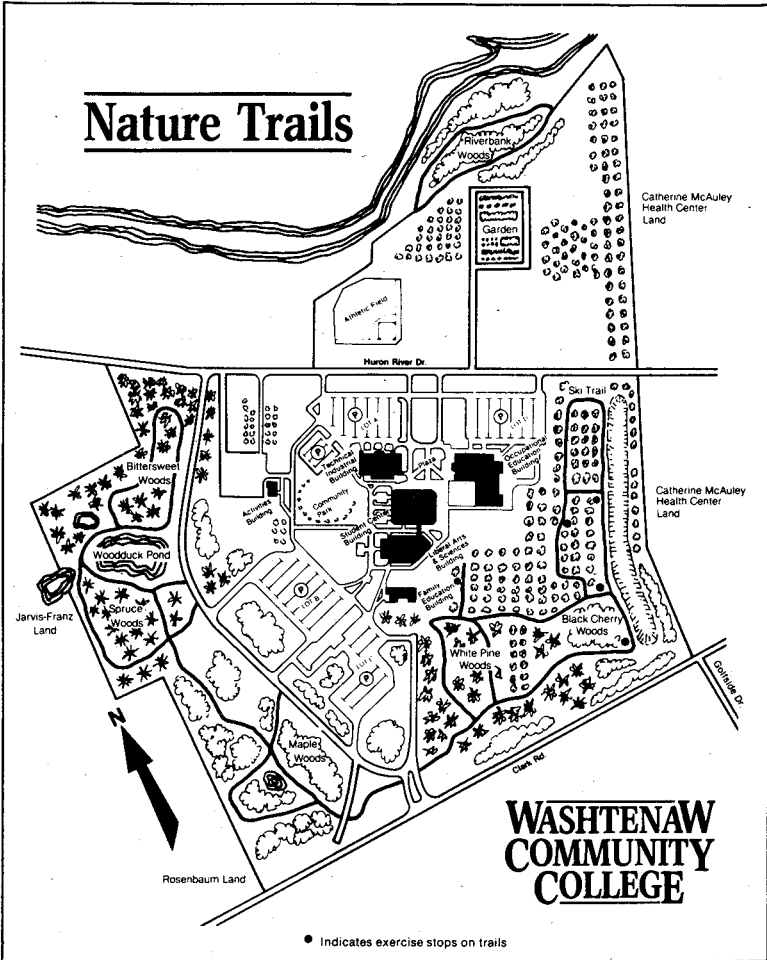 Nature Trails
Riverbank
Woods
Catherine McAuley
Health Center
Land
Garden
Athletic Field
Huron River Dr.
Ski Trail
P
LOT A
P
Technical
Industrial
Building
P
Plaza
Occupational
Education
Building
Bittersweet
Woods
Activities
Building
Community
Park
Student Center
Building
Catherine McAuley
Health Center
Land
Liberal Arts
& Sciences
Building
Woodduck Pond
Family
Education
Building
P
LOT B
Jarvis-Franz
Land
Spruce
Woods
Black Cherry
Woods
White Pine
Woods
P
Golfside Dr.
N
Maple
Woods
Clark Rd.
WASHTENAW
COMMUNITY
COLLEGE
Rosenbaum Land
● Indicates exercise stops on trails